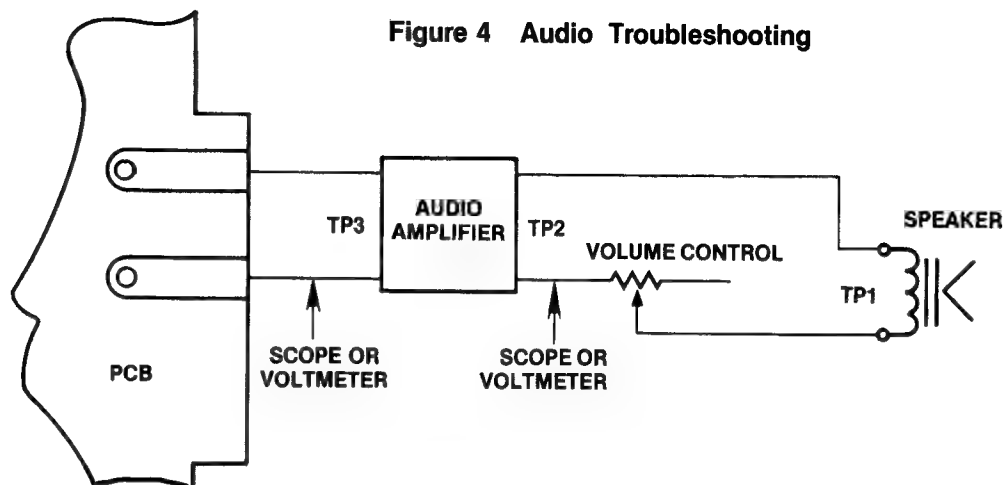 Figure 4 Audio Troubleshooting
AUDIO
AMPLIFIER
TP3
TP2
VOLUME CONTROL
SPEAKER
TP1
SCOPE OR
VOLTMETER
SCOPE OR
VOLTMETER
PCB